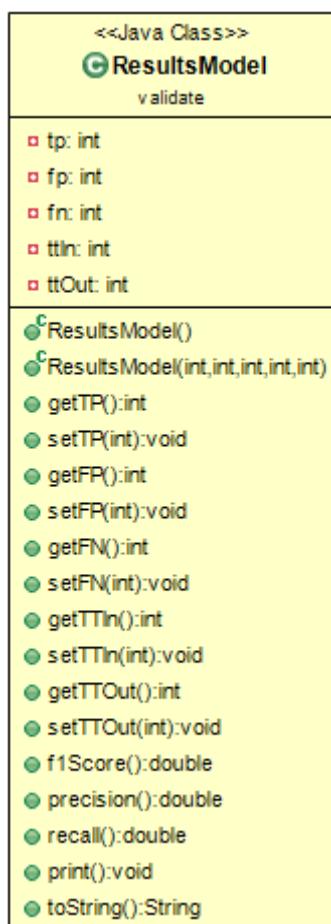 <<Java Class>>
ResultsModel
validate
tp: int
fp: int
fn: int
ttIn: int
ttOut: int
ResultsModel()
ResultsModel(int,int,int,int,int)
getTP():int
setTP(int):void
getFP():int
setFP(int):void
getFN():int
setFN(int):void
getTTIn():int
setTTIn(int):void
getTTOut():int
setTTOut(int):void
f1Score():double
precision():double
recall():double
print():void
toString():String